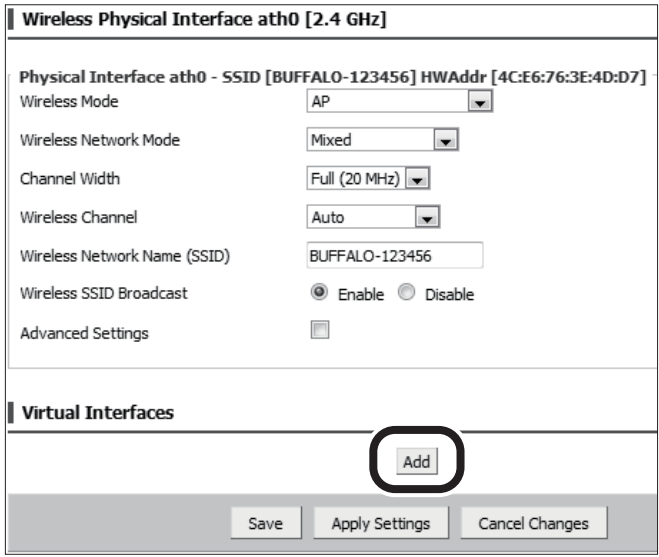 Wireless Physical Interface ath0 [2.4 GHz]
Physical Interface ath0 - SSID [BUFFALO-123456] HWAddr [4C:E6:76:3E:4D:D7]
Wireless Mode AP
Wireless Network Mode Mixed
Channel Width Full (20 MHz)
Wireless Channel Auto
Wireless Network Name (SSID) BUFFALO-123456
Wireless SSID Broadcast Enable Disable
Advanced Settings
Virtual Interfaces
Add
Save Apply Settings Cancel Changes